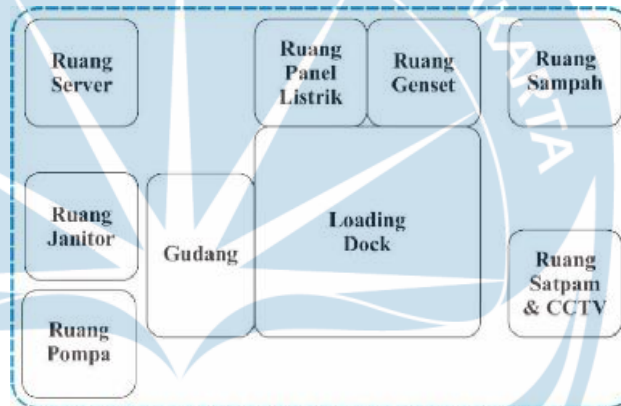 Ruang
Server
Ruang
Panel
Listrik
Ruang
Genset
Ruang
Sampah
KARTA
Ruang
Janitor
Gudang
Loading
Dock
Ruang
Satpam
& CCTV
Ruang
Pompa